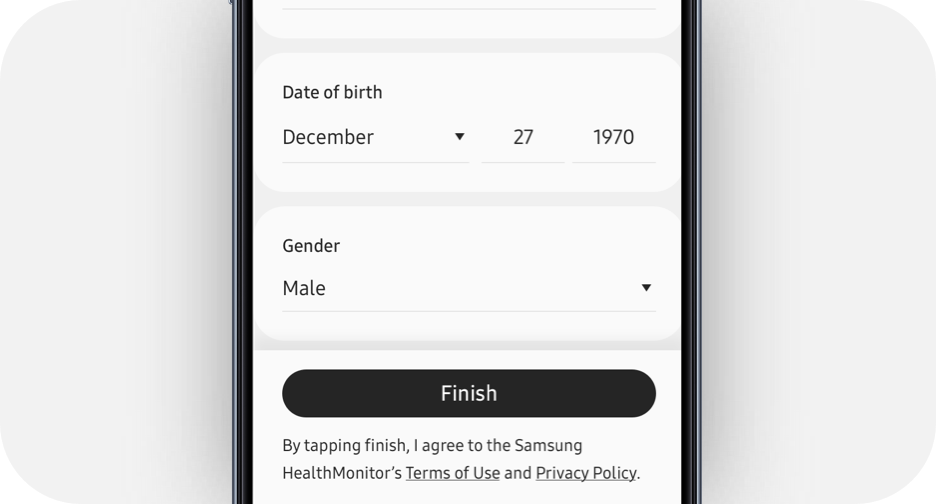 Date of birth
December 27 1970
Gender
Male
Finish
By tapping finish, I agree to the Samsung
HealthMonitor’s Terms of Use and Privacy Policy.